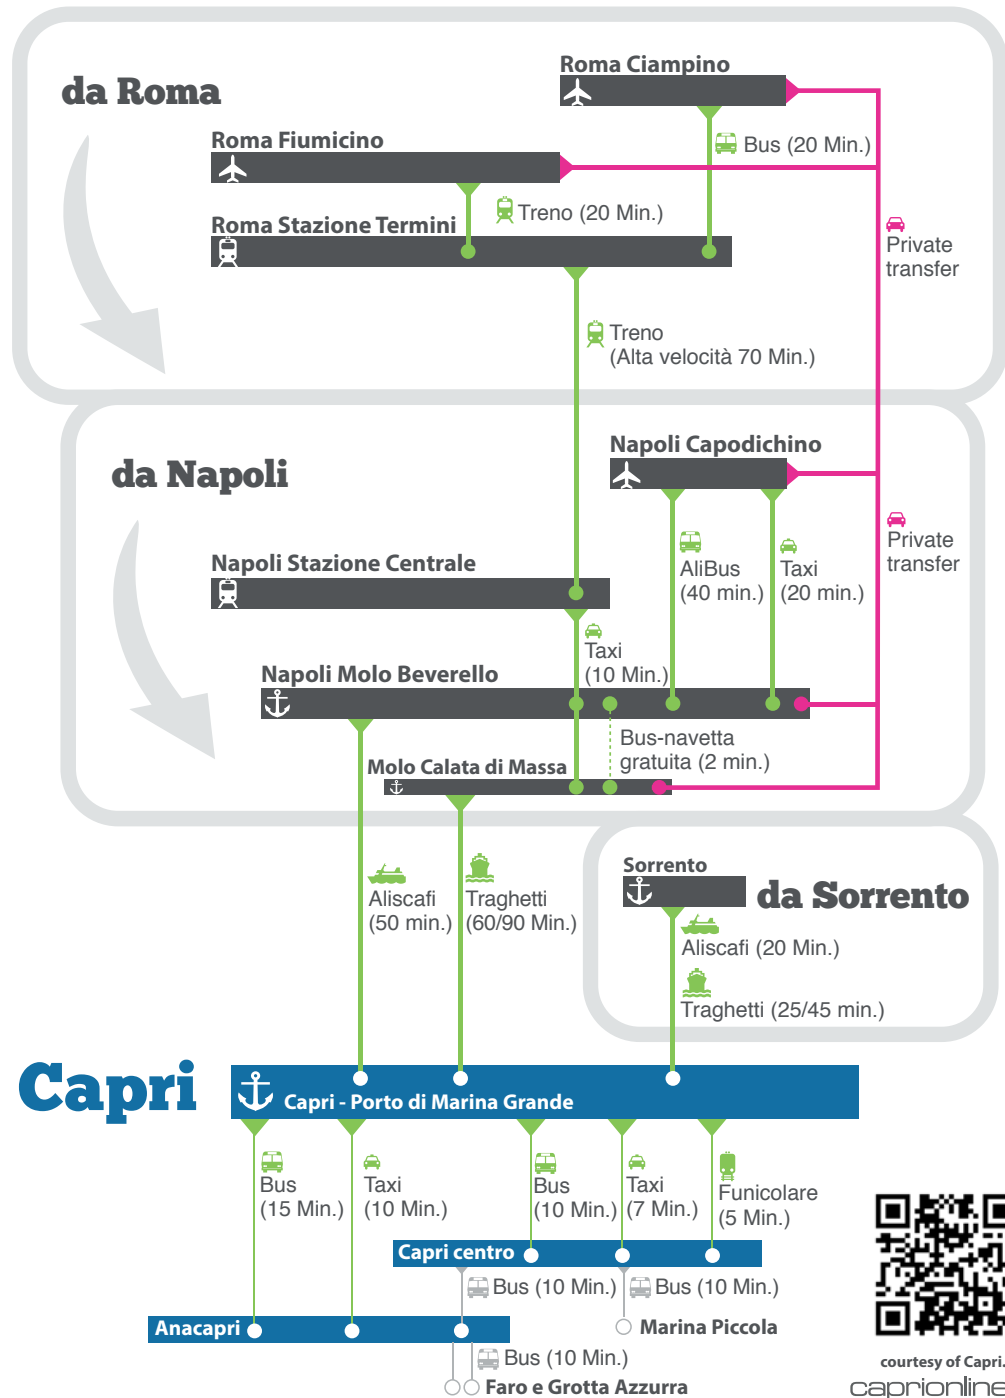 da Roma
Roma Ciampino
Bus (20 Min.)
Roma Fiumicino
Treno (20 Min.)
Roma Stazione Termini
Private
transfer
Treno
(Alta velocità 70 Min.)
da Napoli
Napoli Capodichino
Private
transfer
AliBus
(40 min.)
Taxi
(20 min.)
Napoli Stazione Centrale
Taxi
(10 Min.)
Napoli Molo Beverello
Bus-navetta
gratuita (2 min.)
Molo Calata di Massa
Aliscafi
(50 min.)
Traghetti
(60/90 Min.)
Sorrento
da Sorrento
Aliscafi (20 Min.)
Traghetti (25/45 min.)
Capri
Capri - Porto di Marina Grande
Bus
(15 Min.)
Taxi
(10 Min.)
Bus
(10 Min.)
Taxi
(7 Min.)
Funicolare
(5 Min.)
Capri centro
Bus (10 Min.)
Bus (10 Min.)
Anacapri
Marina Piccola
Bus (10 Min.)
Faro e Grotta Azzurra
courtesy of Capri.
caprionline